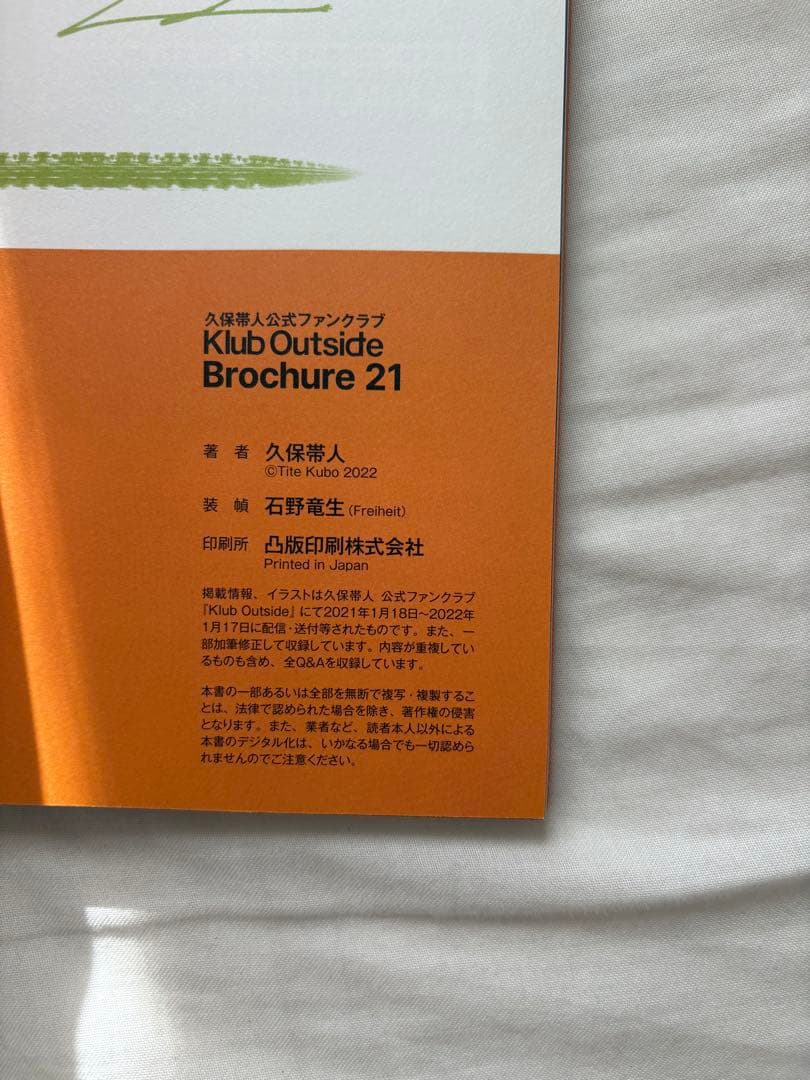 久保帯人公式ファンクラブ
Klub Outside
Brochure 21
著 者 久保帯人
©Tite Kubo 2022
装 幀 石野竜生(Freiheit)
印刷所 凸版印刷株式会社
Printed in Japan
掲載情報、イラストは久保帯人 公式ファンクラブ
『Klub Outside』にて2021年1月18日〜2022年
1月17日に配信・送付等されたものです。また、一
部加筆修正して収録しています。内容が重複してい
るものも含め、全Q&Aを収録しています。
本書の一部あるいは全部を無断で複写・複製するこ
とは、法律で認められた場合を除き、著作権の侵害
となります。また、業者など、読者本人以外による
本書のデジタル化は、いかなる場合でも一切認めら
れませんのでご注意ください。